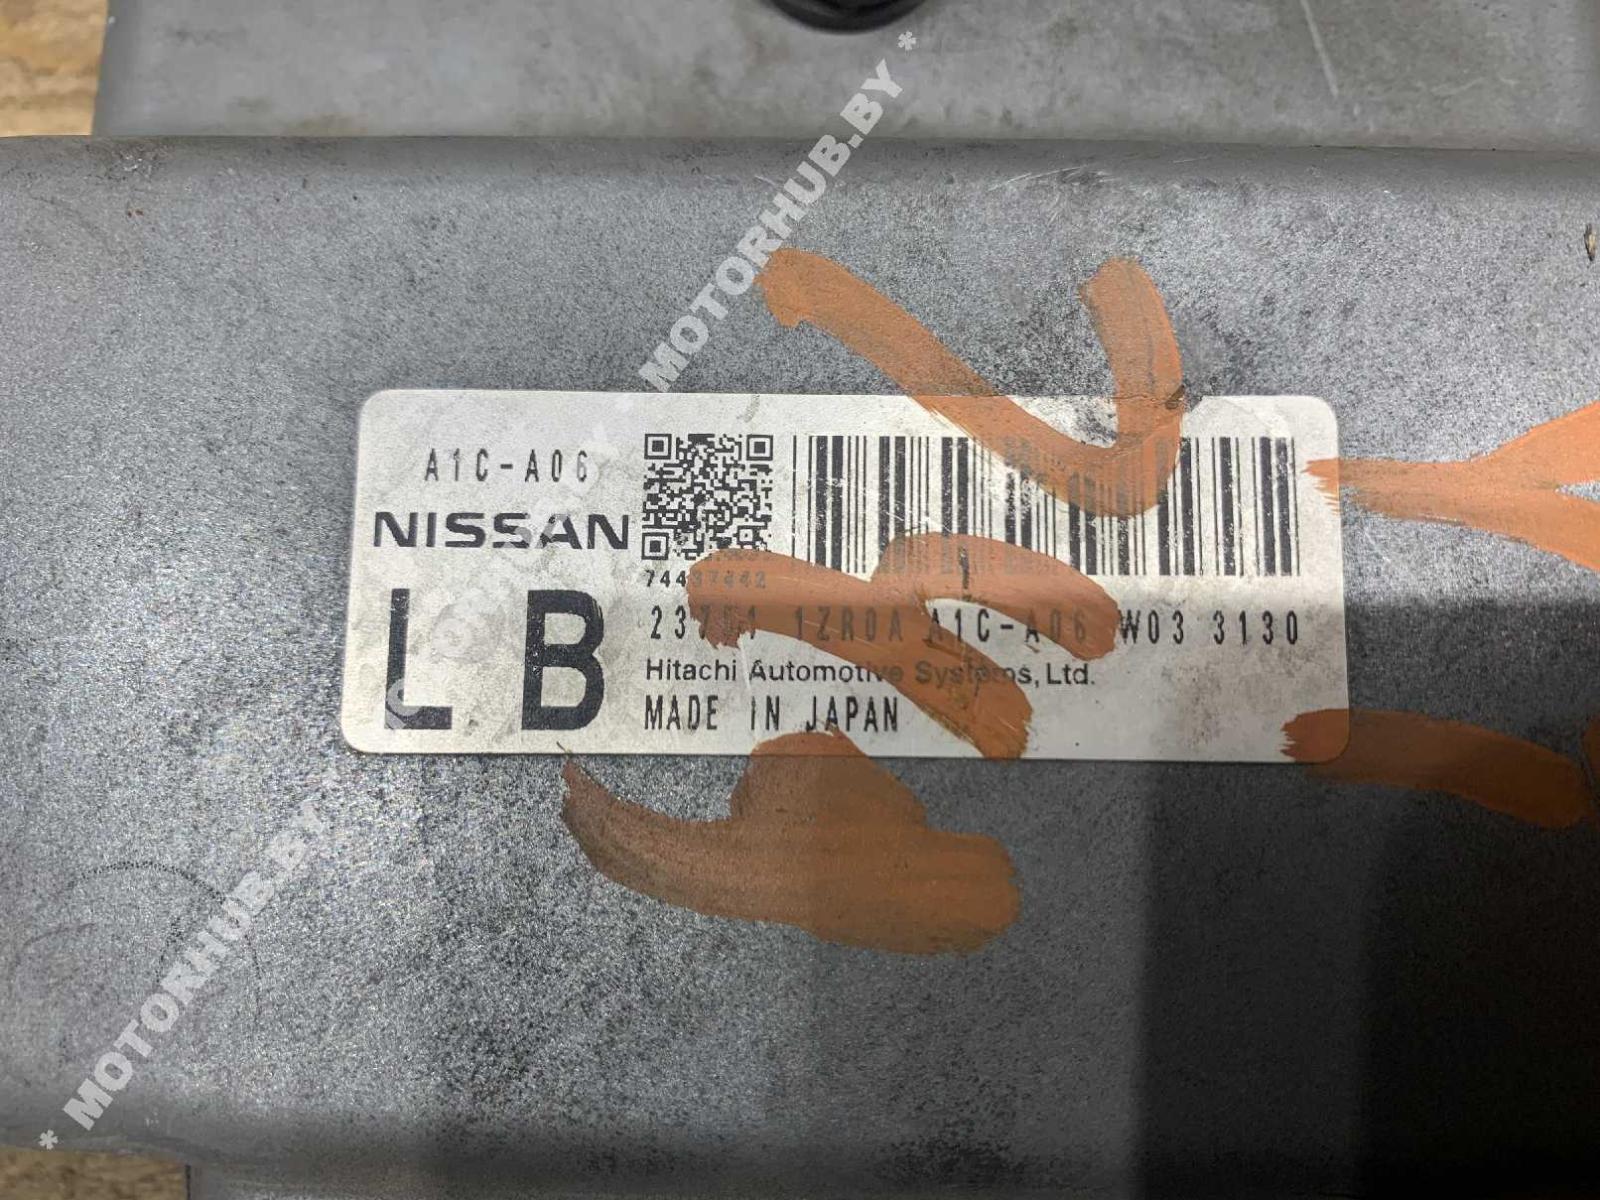 * MOTORHUB.BY *
A1C-A06
NISSAN
74437442
L B
23751 1ZR0A A1C-A06 W03 3130
Hitachi Automotive Systems, Ltd.
MADE IN JAPAN
* MOTORHUB.BY *